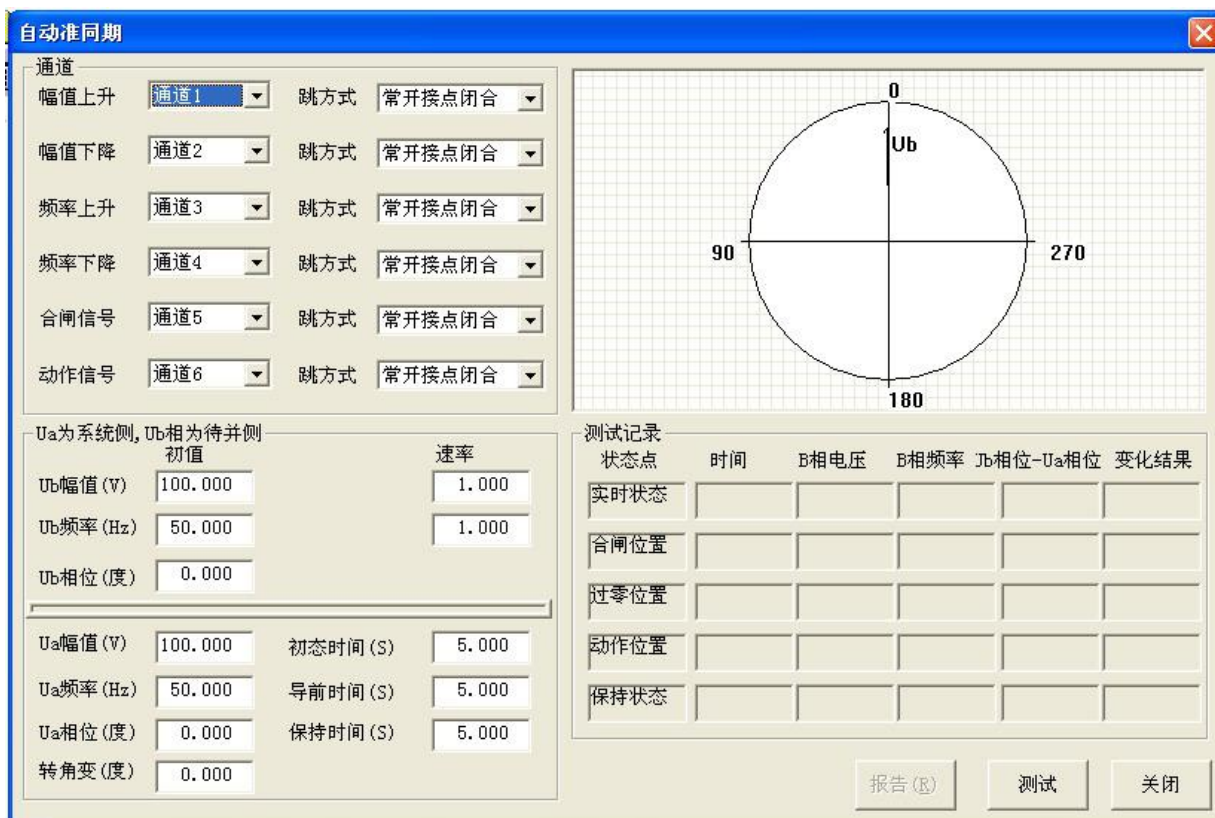 自动准同期
通道
幅值上升 通道1 跳方式 常开接点闭合
幅值下降 通道2 跳方式 常开接点闭合
频率上升 通道3 跳方式 常开接点闭合
频率下降 通道4 跳方式 常开接点闭合
合闸信号 通道5 跳方式 常开接点闭合
动作信号 通道6 跳方式 常开接点闭合
0
Ub
90
270
180
Ua为系统侧,Ub相为待并侧
初值 速率
Ub幅值(V) 100.000 1.000
Ub频率(Hz) 50.000 1.000
Ub相位(度) 0.000
Ua幅值(V) 100.000 初态时间(S) 5.000
Ua频率(Hz) 50.000 导前时间(S) 5.000
Ua相位(度) 0.000 保持时间(S) 5.000
转角变(度) 0.000
测试记录
状态点 时间 B相电压 B相频率 Jb相位-Ua相位 变化结果
实时状态
合闸位置
过零位置
动作位置
保持状态
报告(R) 测试 关闭